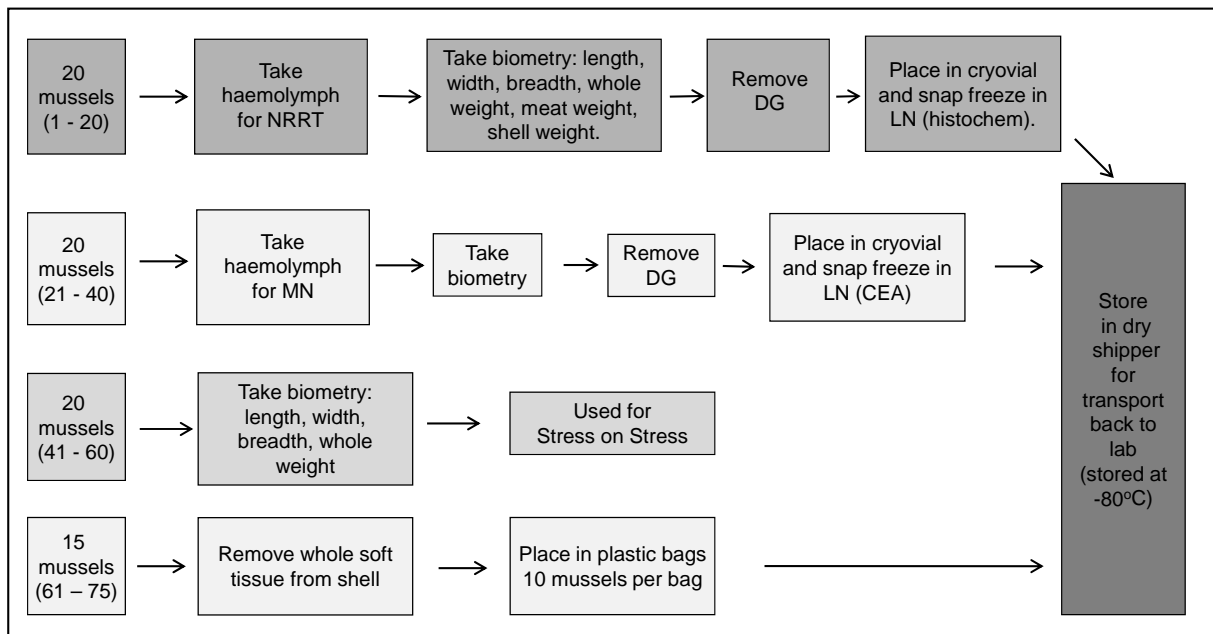 20
mussels
(1 - 20)
Take
haemolymph
for NRRT
Take biometry: length,
width, breadth, whole
weight, meat weight,
shell weight.
Remove
DG
Place in cryovial
and snap freeze in
LN (histochem).
20
mussels
(21 - 40)
Take
haemolymph
for MN
Take
biometry
Remove
DG
Place in cryovial
and snap freeze in
LN (CEA)
20
mussels
(41 - 60)
Take biometry:
length, width,
breadth, whole
weight
Used for
Stress on Stress
15
mussels
(61 – 75)
Remove whole soft
tissue from shell
Place in plastic bags
10 mussels per bag
Store
in dry
shipper
for
transport
back to
lab
(stored at
-80°C)